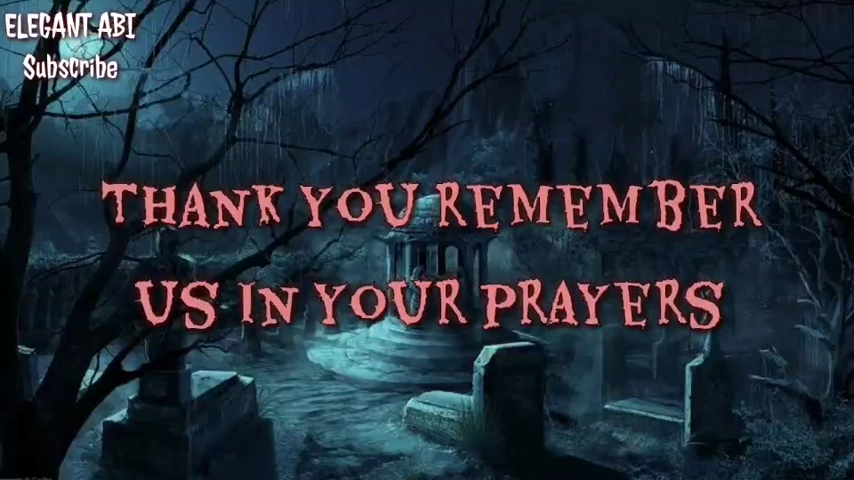 ELEGANT ABI
Subscribe
THANK YOU REMEMBER
US IN YOUR PRAYERS